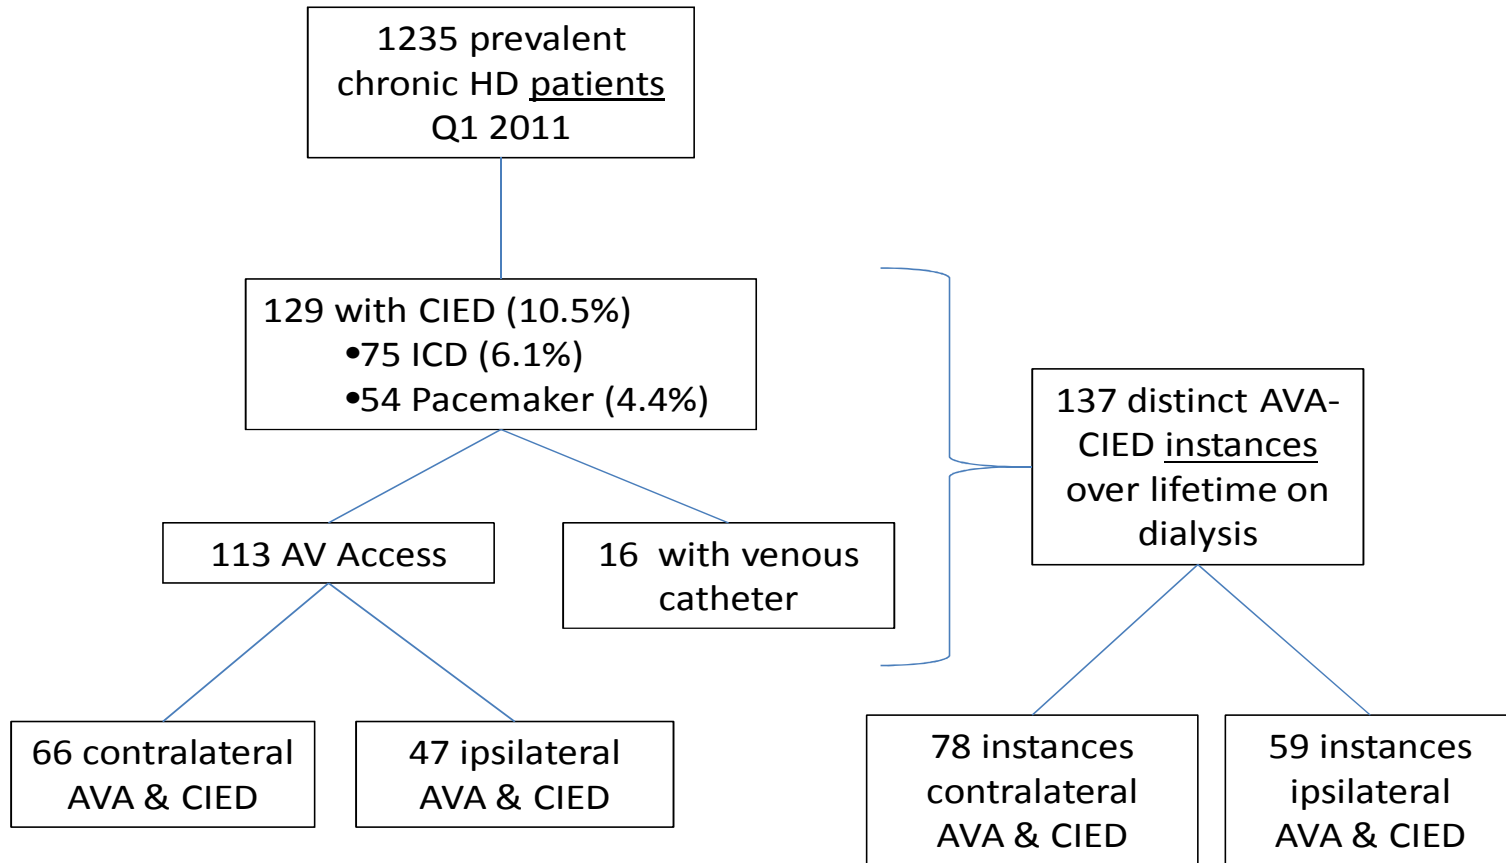 1235 prevalent
chronic HD patients
Q1 2011
129 with CIED (10.5%)
•75 ICD (6.1%)
•54 Pacemaker (4.4%)
137 distinct AVA-
CIED instances
over lifetime on
dialysis
113 AV Access
16 with venous
catheter
66 contralateral
AVA & CIED
47 ipsilateral
AVA & CIED
78 instances
contralateral
AVA & CIED
59 instances
ipsilateral
AVA & CIED